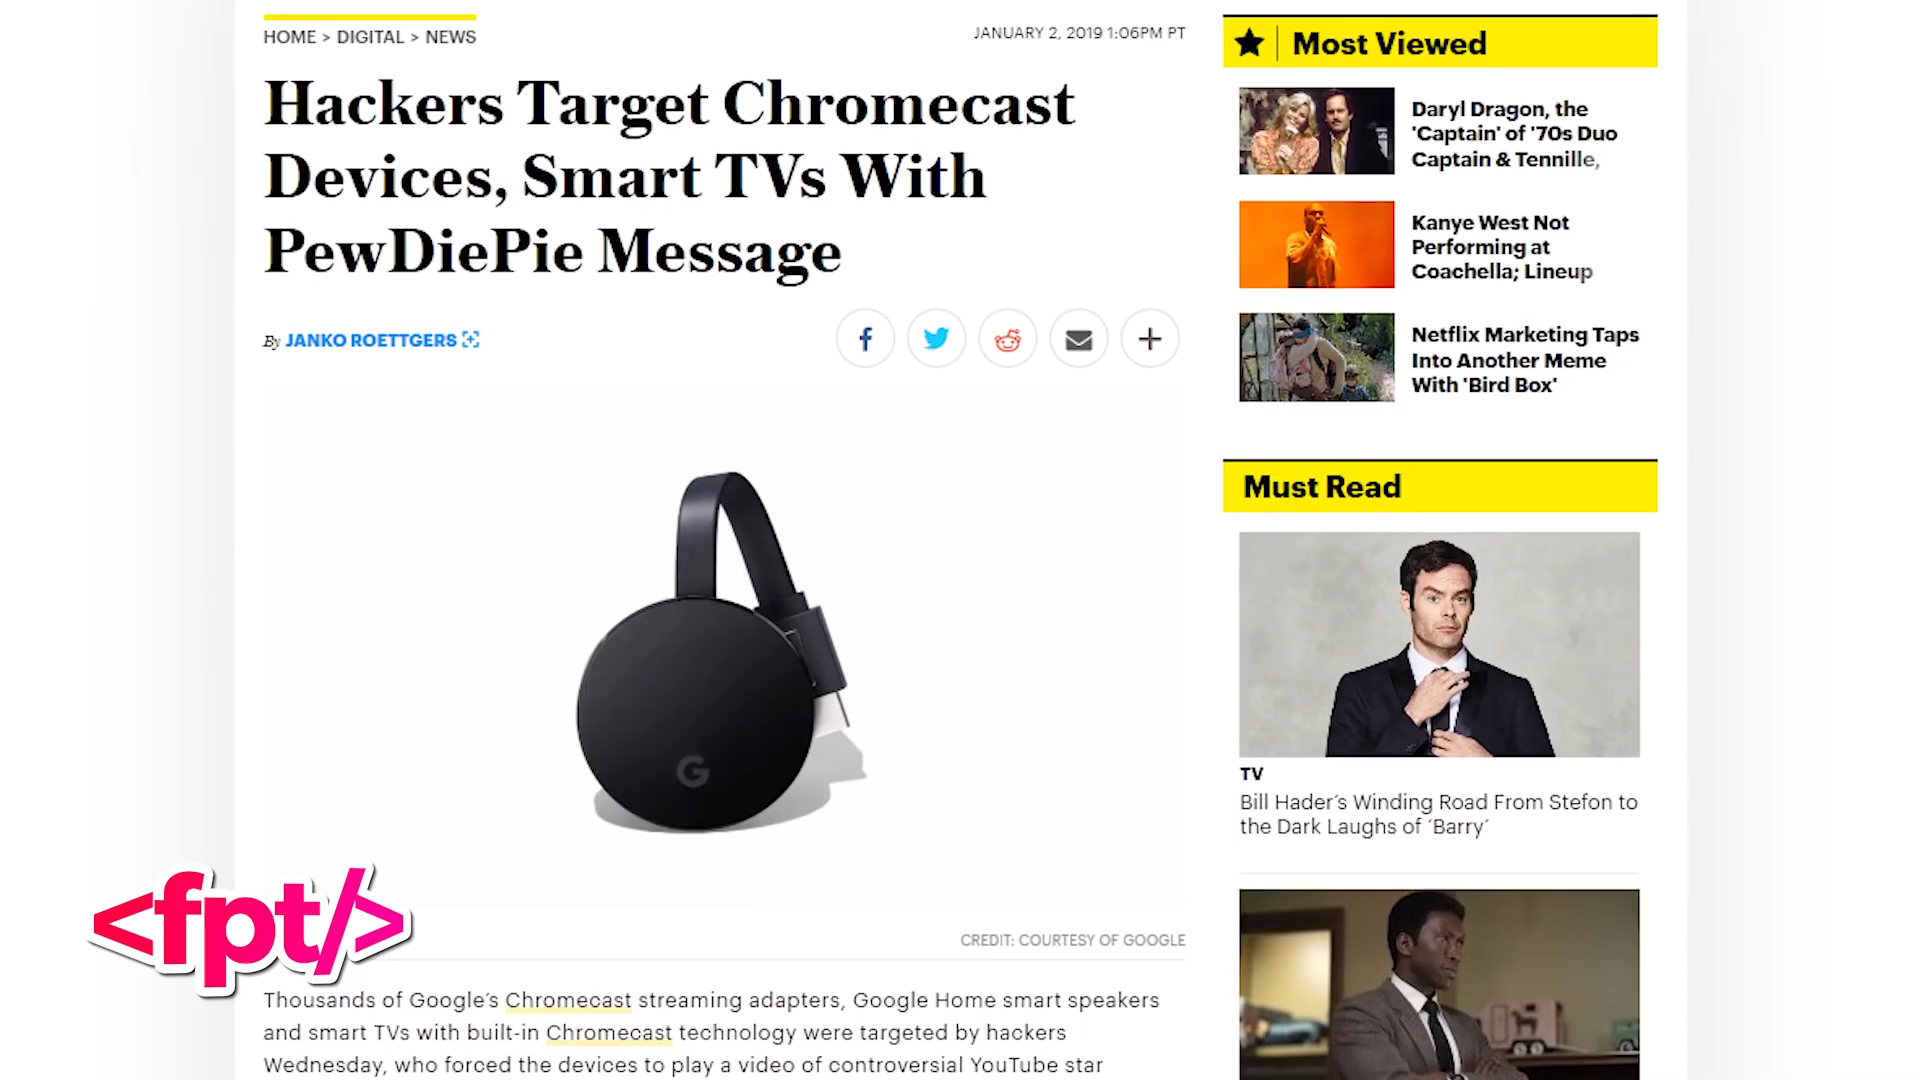 HOME > DIGITAL > NEWS
JANUARY 2, 2019 1:06PM PT
Hackers Target Chromecast
Devices, Smart TVs With
PewDiePie Message
By JANKO ROETTGERS
CREDIT: COURTESY OF GOOGLE
Thousands of Google's Chromecast streaming adapters, Google Home smart speakers
and smart TVs with built-in Chromecast technology were targeted by hackers
Wednesday, who forced the devices to play a video of controversial YouTube star
Most Viewed
Daryl Dragon, the
'Captain' of '70s Duo
Captain & Tennille,
Kanye West Not
Performing at
Coachella; Lineup
Netflix Marketing Taps
Into Another Meme
With 'Bird Box'
Must Read
TV
Bill Hader's Winding Road From Stefon to
the Dark Laughs of 'Barry'
G
<fpt/>